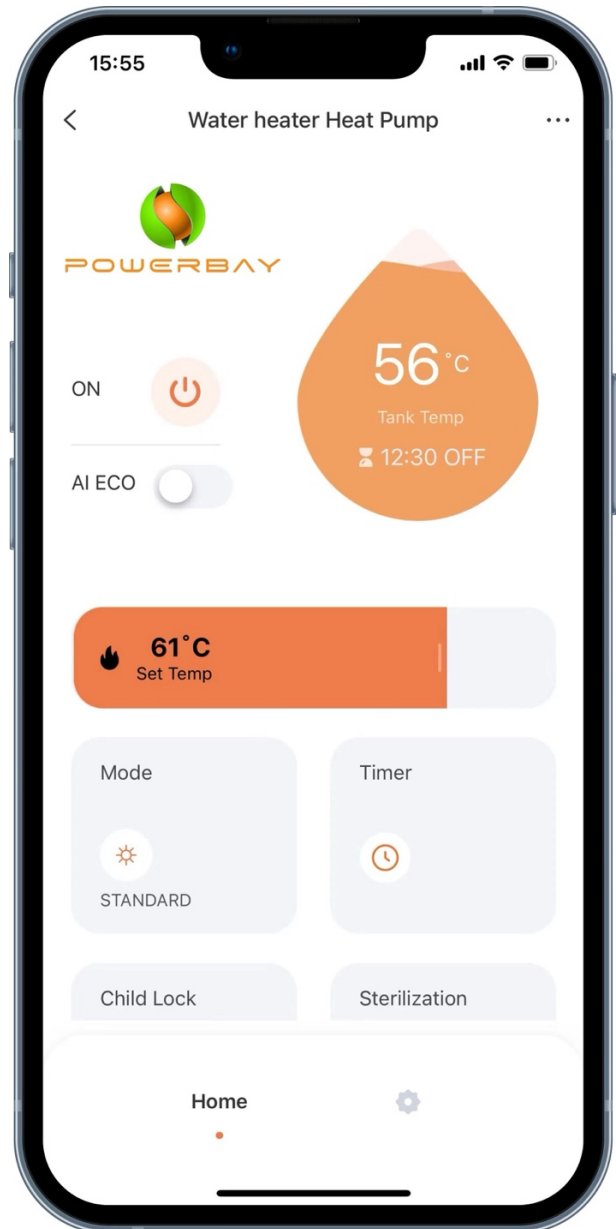 15:55
Water heater Heat Pump
POWERBAY
56°C
Tank Temp
12:30 OFF
ON
AI ECO
61°C
Set Temp
Mode
Timer
STANDARD
Child Lock
Sterilization
Home